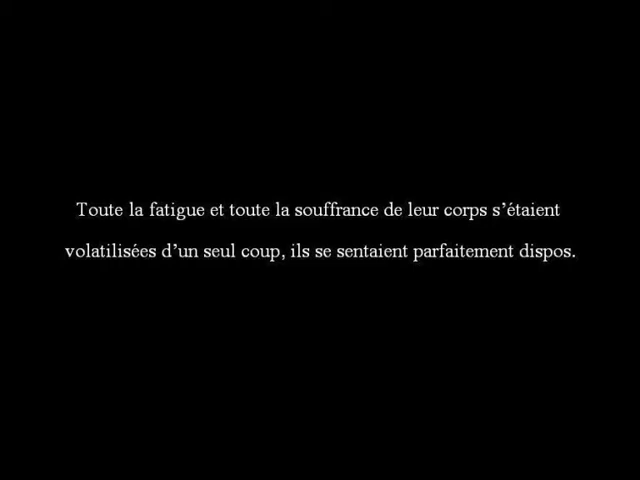 Toute la fatigue et toute la souffrance de leur corps s’étaient
volatilisées d’un seul coup, ils se sentaient parfaitement dispos.